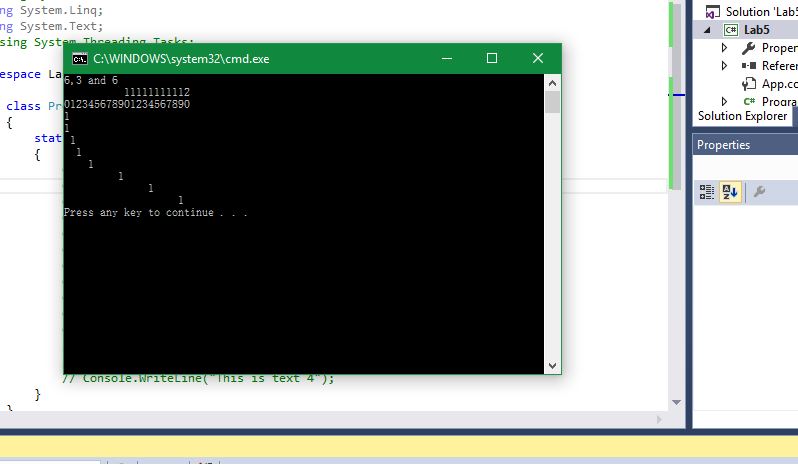 ng System.Linq;
ng System.Text;
sing System.Threading.Tasks;
espace La
class Pr
{
stat
{
C:\WINDOWS\system32\cmd.exe
6,3 and 6
          11111111112
012345678901234567890
1
1
 1
  1
    1
         1
              1
                   1
Press any key to continue . . .
// Console.WriteLine("This is text 4");
}
}
Solution 'Lab5
C# Lab5
Proper
Referer
App.co
C# Progra
Solution Explorer
Properties